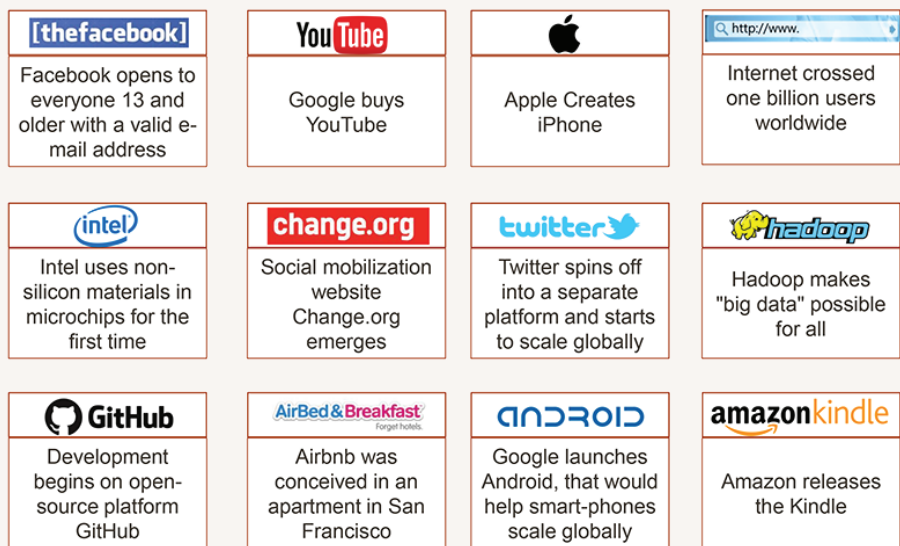 [thefacebook]
Facebook opens to
everyone 13 and
older with a valid e-
mail address
YouTube
Google buys
YouTube
Apple Creates
iPhone
http://www.
Internet crossed
one billion users
worldwide
intel
Intel uses non-
silicon materials in
microchips for the
first time
change.org
Social mobilization
website
Change.org
emerges
twitter
Twitter spins off
into a separate
platform and starts
to scale globally
hadoop
Hadoop makes
"big data" possible
for all
GitHub
Development
begins on open-
source platform
GitHub
AirBed & Breakfast
Forget hotels.
Airbnb was
conceived in an
apartment in San
Francisco
ANDROID
Google launches
Android, that would
help smart-phones
scale globally
amazonkindle
Amazon releases
the Kindle